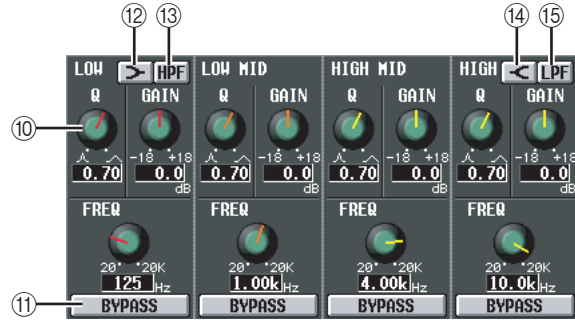 ⑫ ⑬ ⑭ ⑮
LOW HPF LOW MID HIGH MID HIGH LPF
Q GAIN Q GAIN Q GAIN Q GAIN
⑩
-18 +18 -18 +18 -18 +18 -18 +18
0.70 0.0 0.70 0.0 0.70 0.0 0.70 0.0
dB dB dB dB
FREQ FREQ FREQ FREQ
20 20K 20 20K 20 20K 20 20K
125 Hz 1.00k Hz 4.00k Hz 10.0k Hz
⑪ BYPASS BYPASS BYPASS BYPASS